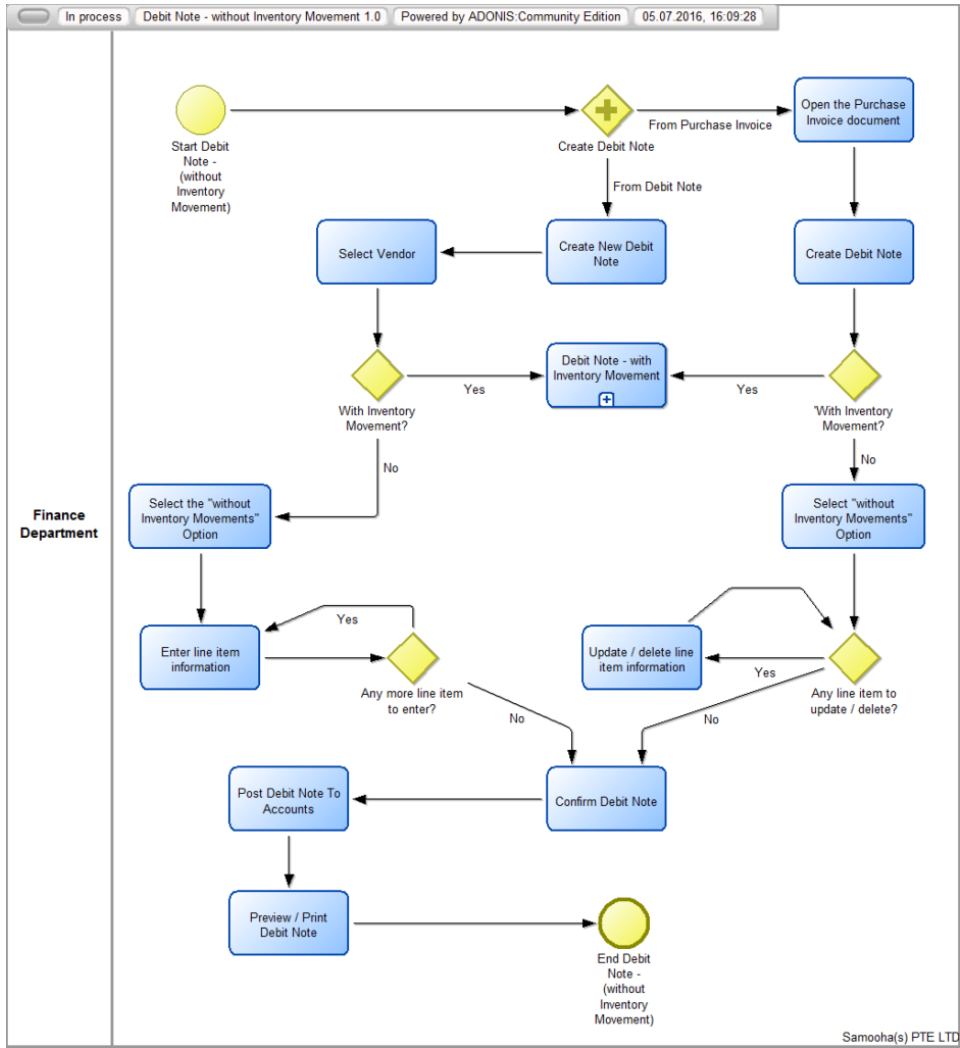 In process
Debit Note - without Inventory Movement 1.0
Powered by ADONIS:Community Edition
05.07.2016, 16:09:28
Start Debit
Note -
(without
Inventory
Movement)
Create Debit Note
From Purchase Invoice
Open the Purchase
Invoice document
From Debit Note
Select Vendor
Create New Debit
Note
Create Debit Note
With Inventory
Movement?
Yes
Debit Note - with
Inventory Movement
Yes
'With Inventory
Movement?
No
No
Finance
Department
Select the "without
Inventory Movements"
Option
Select "without
Inventory Movements"
Option
Yes
Enter line item
information
Any more line item
to enter?
Update / delete line
item information
Yes
Any line item to
update / delete?
No
No
Post Debit Note To
Accounts
Confirm Debit Note
Preview / Print
Debit Note
End Debit
Note -
(without
Inventory
Movement)
Samooha(s) PTE LTD